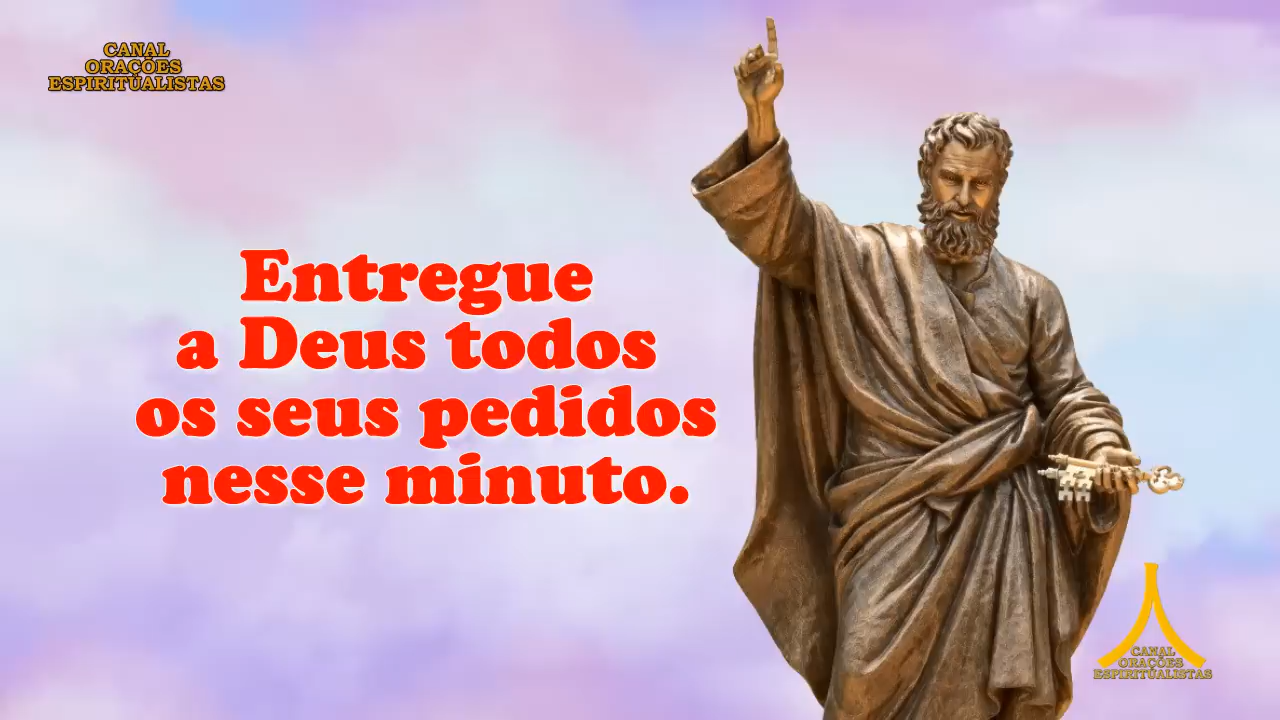 CANAL
ORAÇÕES
ESPIRITUALISTAS
Entregue
a Deus todos
os seus pedidos
nesse minuto.
CANAL
ORAÇÕES
ESPIRITUALISTAS